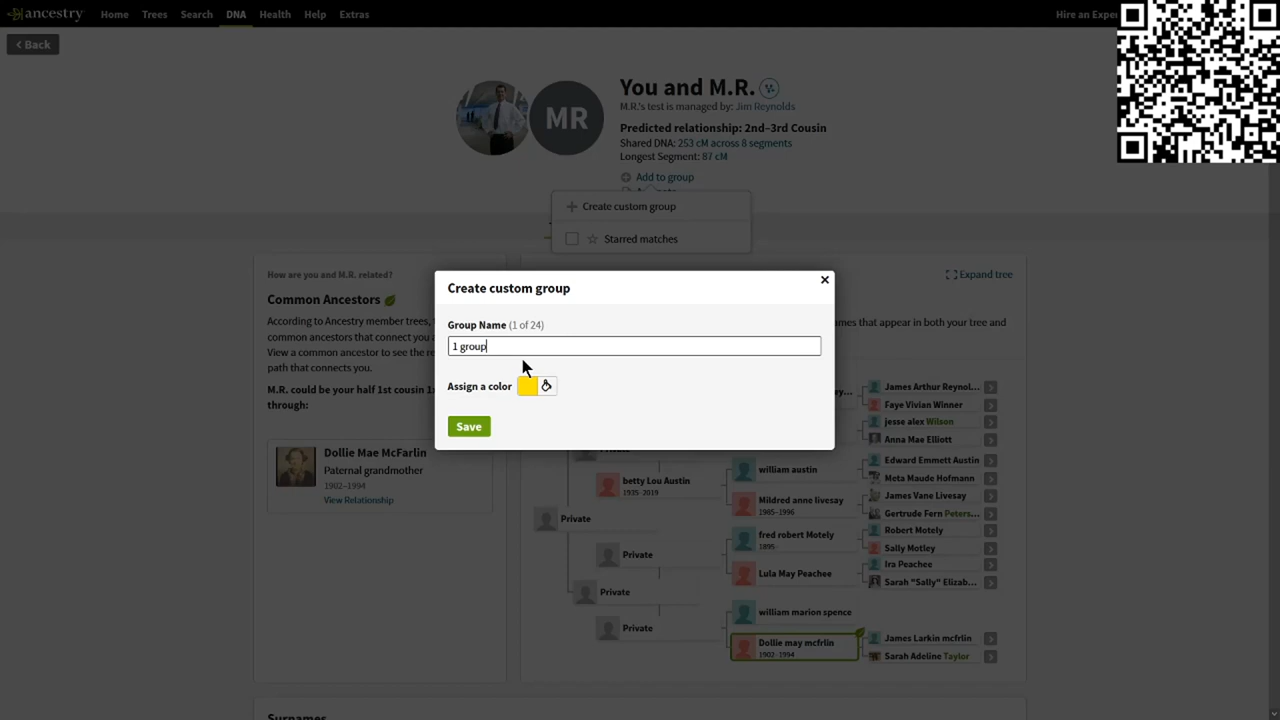 ancestry Home Trees Search DNA Health Help Extras Hire an Exper
< Back
You and M.R.
M.R.'s test is managed by: Jim Reynolds
MR
Predicted relationship: 2nd–3rd Cousin
Shared DNA: 253 cM across 8 segments
Longest Segment: 87 cM
Add to group
Create custom group
Starred matches
Create custom group
Group Name (1 of 24)
1 group
Assign a color
Save
How are you and M.R. related?
Common Ancestors
According to Ancestry member trees,
common ancestors that connect you
View a common ancestor to see the
path that connects you.
M.R. could be your half 1st cousin 1
through:
Dollie Mae McFarlin
Paternal grandmother
1902–1994
View Relationship
Expand tree
that appear in both your tree and
James Arthur Reynol...
Faye Vivian Winner
jesse alex Wilson
Anna Mae Elliott
william austin
Edward Emmett Austin
Meta Maude Hofmann
betty Lou Austin
1935–2019
Mildred anne livesay
1985–1996
James Vane Livesay
Gertrude Fern Peters...
Private
fred robert Motely
1895–
Robert Motely
Sally Motley
Private
Lula May Peachee
Ira Peachee
Sarah "Sally" Elizab...
Private
william marion spence
Private
Dollie may mcfrlin
1902–1994
James Larkin mcfrlin
Sarah Adeline Taylor
Surnames